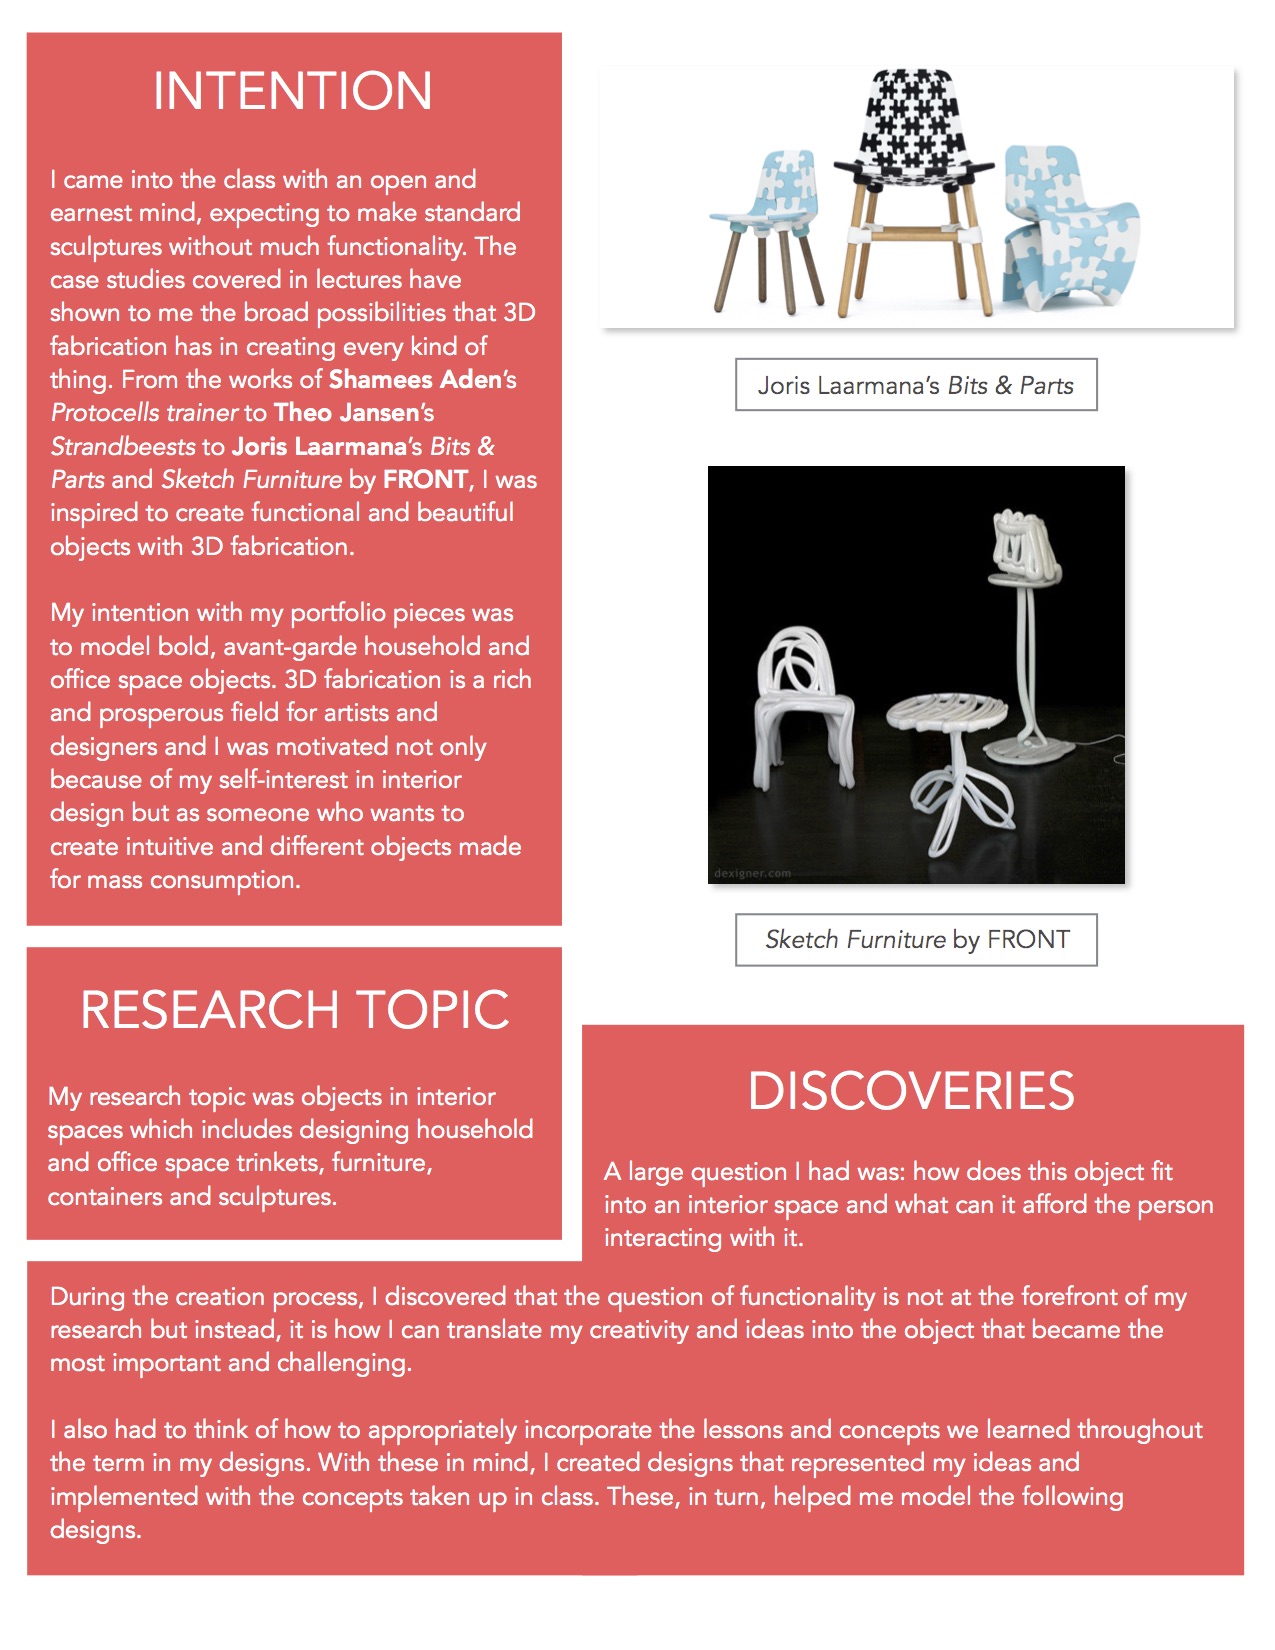 INTENTION
I came into the class with an open and
earnest mind, expecting to make standard
sculptures without much functionality. The
case studies covered in lectures have
shown to me the broad possibilities that 3D
fabrication has in creating every kind of
thing. From the works of Shamees Aden's
Protocells trainer to Theo Jansen's
Strandbeests to Joris Laarmana's Bits &
Parts and Sketch Furniture by FRONT, I was
inspired to create functional and beautiful
objects with 3D fabrication.
My intention with my portfolio pieces was
to model bold, avant-garde household and
office space objects. 3D fabrication is a rich
and prosperous field for artists and
designers and I was motivated not only
because of my self-interest in interior
design but as someone who wants to
create intuitive and different objects made
for mass consumption.
Joris Laarmana's Bits & Parts
dexigner.com
Sketch Furniture by FRONT
RESEARCH TOPIC
My research topic was objects in interior
spaces which includes designing household
and office space trinkets, furniture,
containers and sculptures.
DISCOVERIES
A large question I had was: how does this object fit
into an interior space and what can it afford the person
interacting with it.
During the creation process, I discovered that the question of functionality is not at the forefront of my
research but instead, it is how I can translate my creativity and ideas into the object that became the
most important and challenging.
I also had to think of how to appropriately incorporate the lessons and concepts we learned throughout
the term in my designs. With these in mind, I created designs that represented my ideas and
implemented with the concepts taken up in class. These, in turn, helped me model the following
designs.